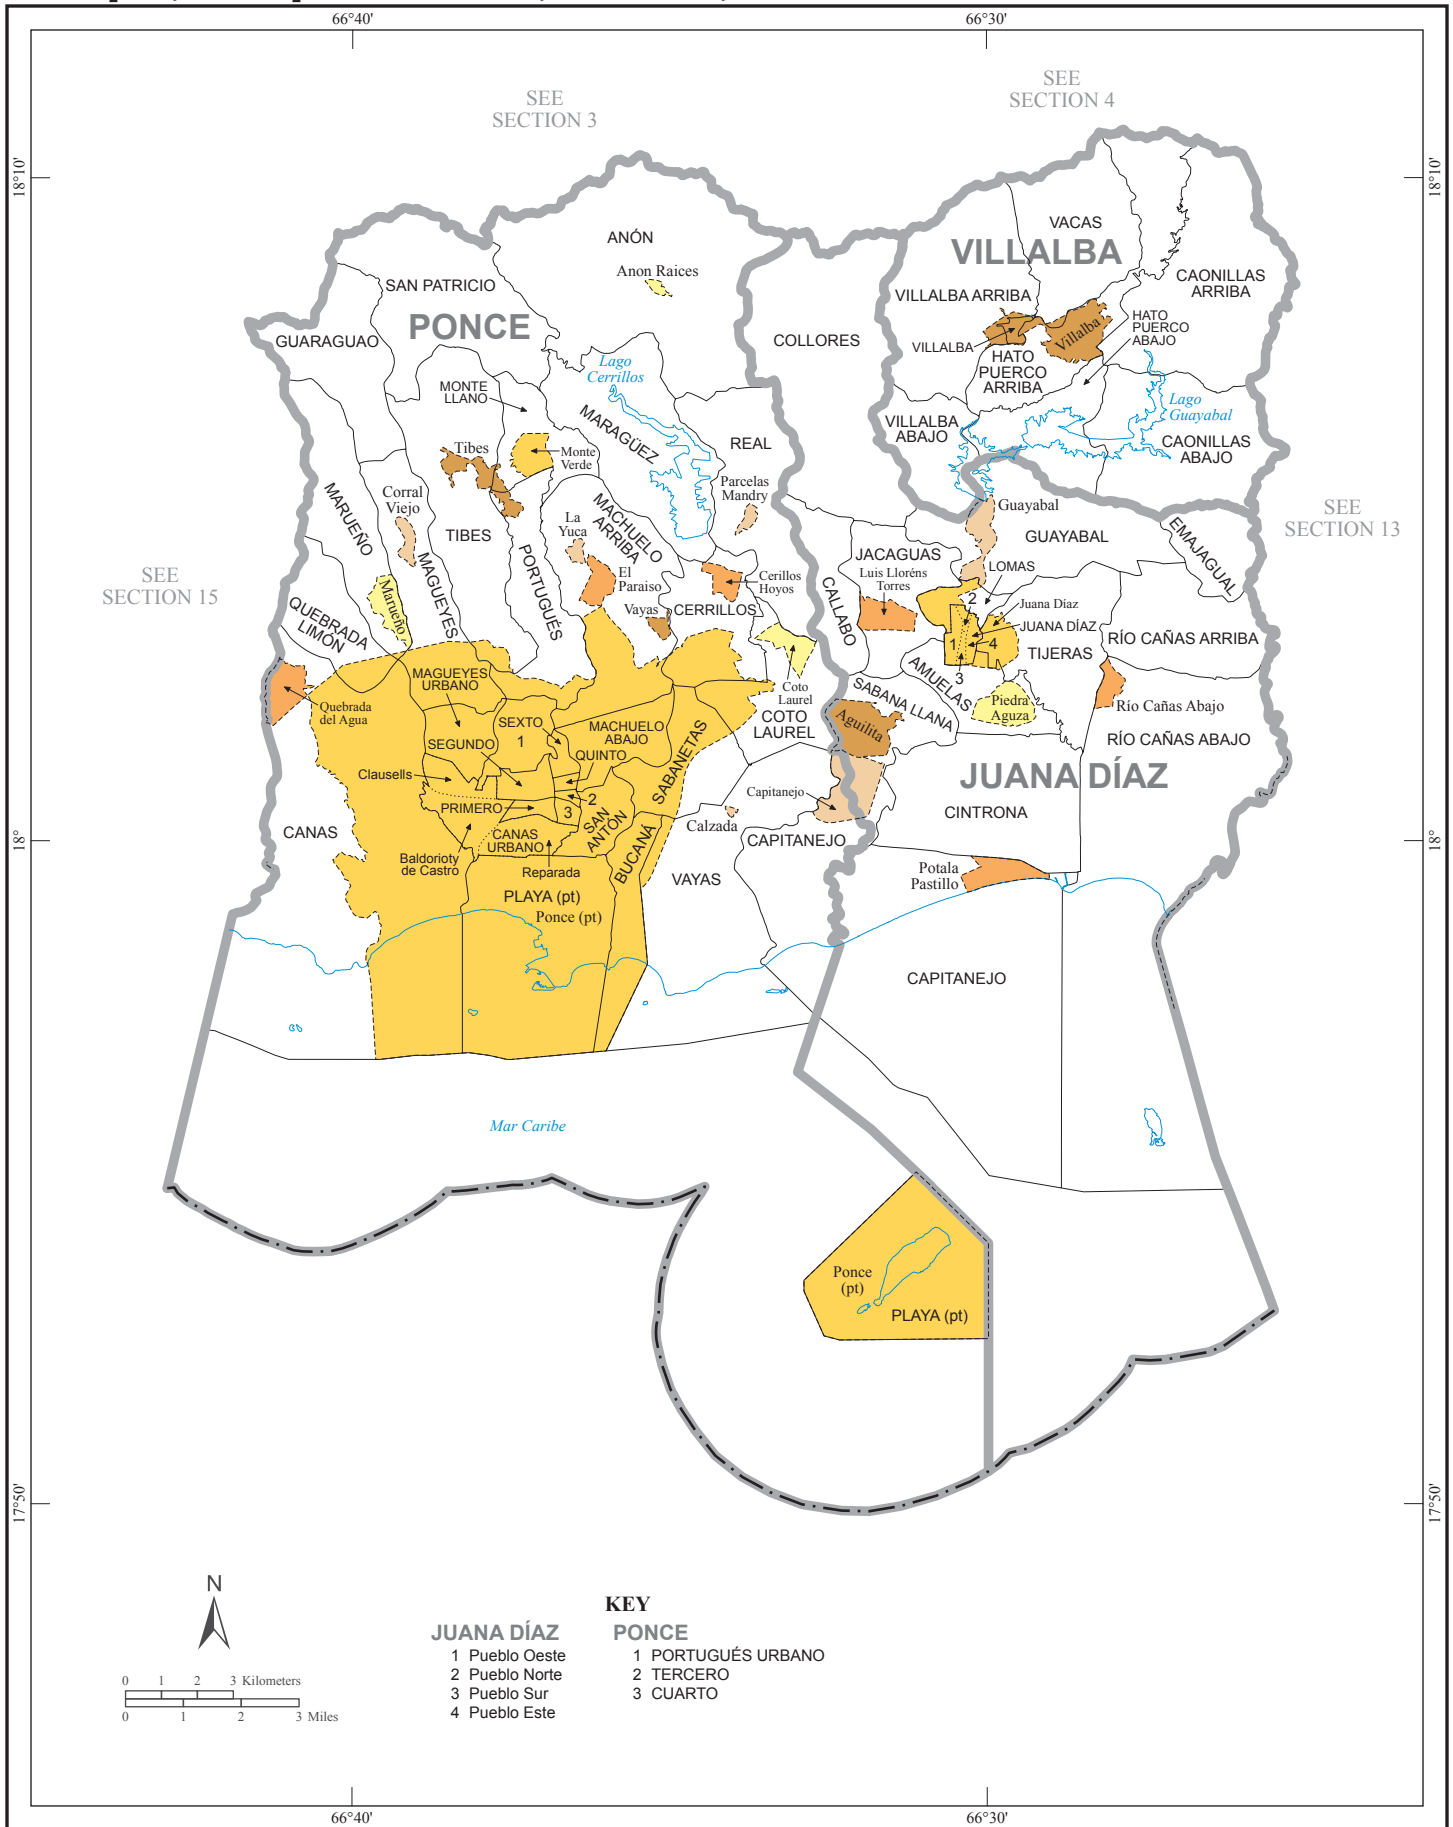 66°40'
66°30'
SEE
SECTION 3
SEE
SECTION 4
18°10'
18°10'
ANÓN
Anon Raices
SAN PATRICIO
PONCE
GUARAGUAO
COLLORES
VACAS
VILLALBA
CAONILLAS
ARRIBA
VILLALBA ARRIBA
HATO
PUERCO
ABAJO
VILLALBA
Villalba
HATO
PUERCO
ARRIBA
Lago
Cerrillos
MONTE
LLANO
MARAGÜEZ
REAL
Lago
Guayabal
VILLALBA
ABAJO
CAONILLAS
ABAJO
Tibes
Monte
Verde
Parcelas
Mandry
Corral
Viejo
MARUEÑO
MAGUEYES
TIBES
PORTUGUÉS
La
Yuca
MACHUELO
ARRIBA
Guayabal
GUAYABAL
EMAJAGUAL
SEE
SECTION 13
SEE
SECTION 15
JACAGUAS
Luis Lloréns
Torres
LOMAS
El
Paraiso
Cerillos
Hoyos
CALLABO
Marueño
Vayas
CERRILLOS
2
Juana Díaz
JUANA DÍAZ
1
4
3
TIJERAS
RÍO CAÑAS ARRIBA
QUEBRADA
LIMÓN
AMUELAS
SABANA LLANA
Piedra
Aguza
Río Cañas Abajo
RÍO CAÑAS ABAJO
MAGUEYES
URBANO
Coto
Laurel
COTO
LAUREL
Quebrada
del Agua
SEXTO
1
MACHUELO
ABAJO
SABANETAS
Aguilita
SEGUNDO
QUINTO
Clausells
2
JUANA DÍAZ
Capitanejo
PRIMERO
3
SAN
ANTÓN
CINTRONA
CANAS
CANAS
URBANO
BUCANÁ
Calzada
CAPITANEJO
Baldorioty
de Castro
Reparada
VAYAS
Potala
Pastillo
18°
18°
PLAYA (pt)
Ponce (pt)
CAPITANEJO
Mar Caribe
Ponce
(pt)
PLAYA (pt)
17°50'
17°50'
N
0 1 2 3 Kilometers
0 1 2 3 Miles
KEY
JUANA DÍAZ
1 Pueblo Oeste
2 Pueblo Norte
3 Pueblo Sur
4 Pueblo Este
PONCE
1 PORTUGUÉS URBANO
2 TERCERO
3 CUARTO
66°40'
66°30'